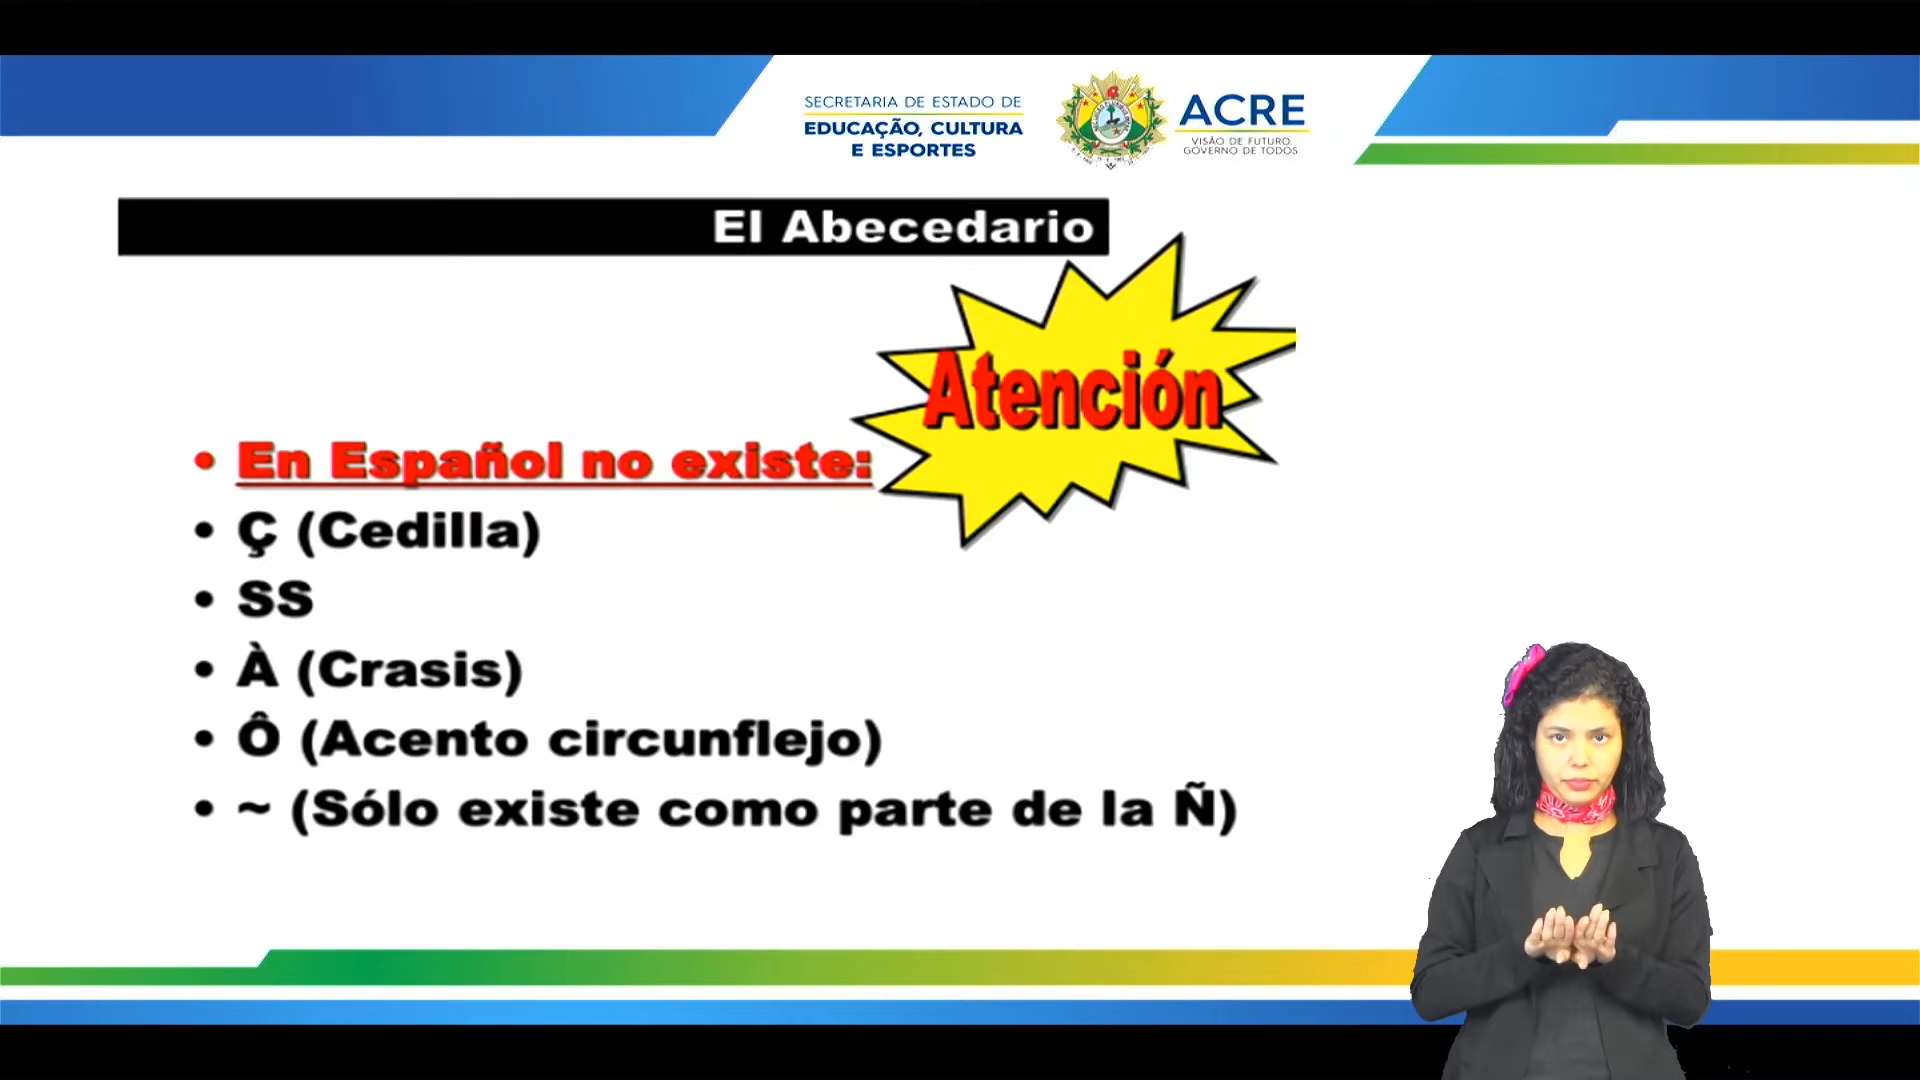 SECRETARIA DE ESTADO DE
EDUCAÇÃO, CULTURA
E ESPORTES
ACRE
VISÃO DE FUTURO
GOVERNO DE TODOS
El Abecedario
Atención
• En Español no existe:
• Ç (Cedilla)
• SS
• À (Crasis)
• Ô (Acento circunflejo)
• ~ (Sólo existe como parte de la Ñ)